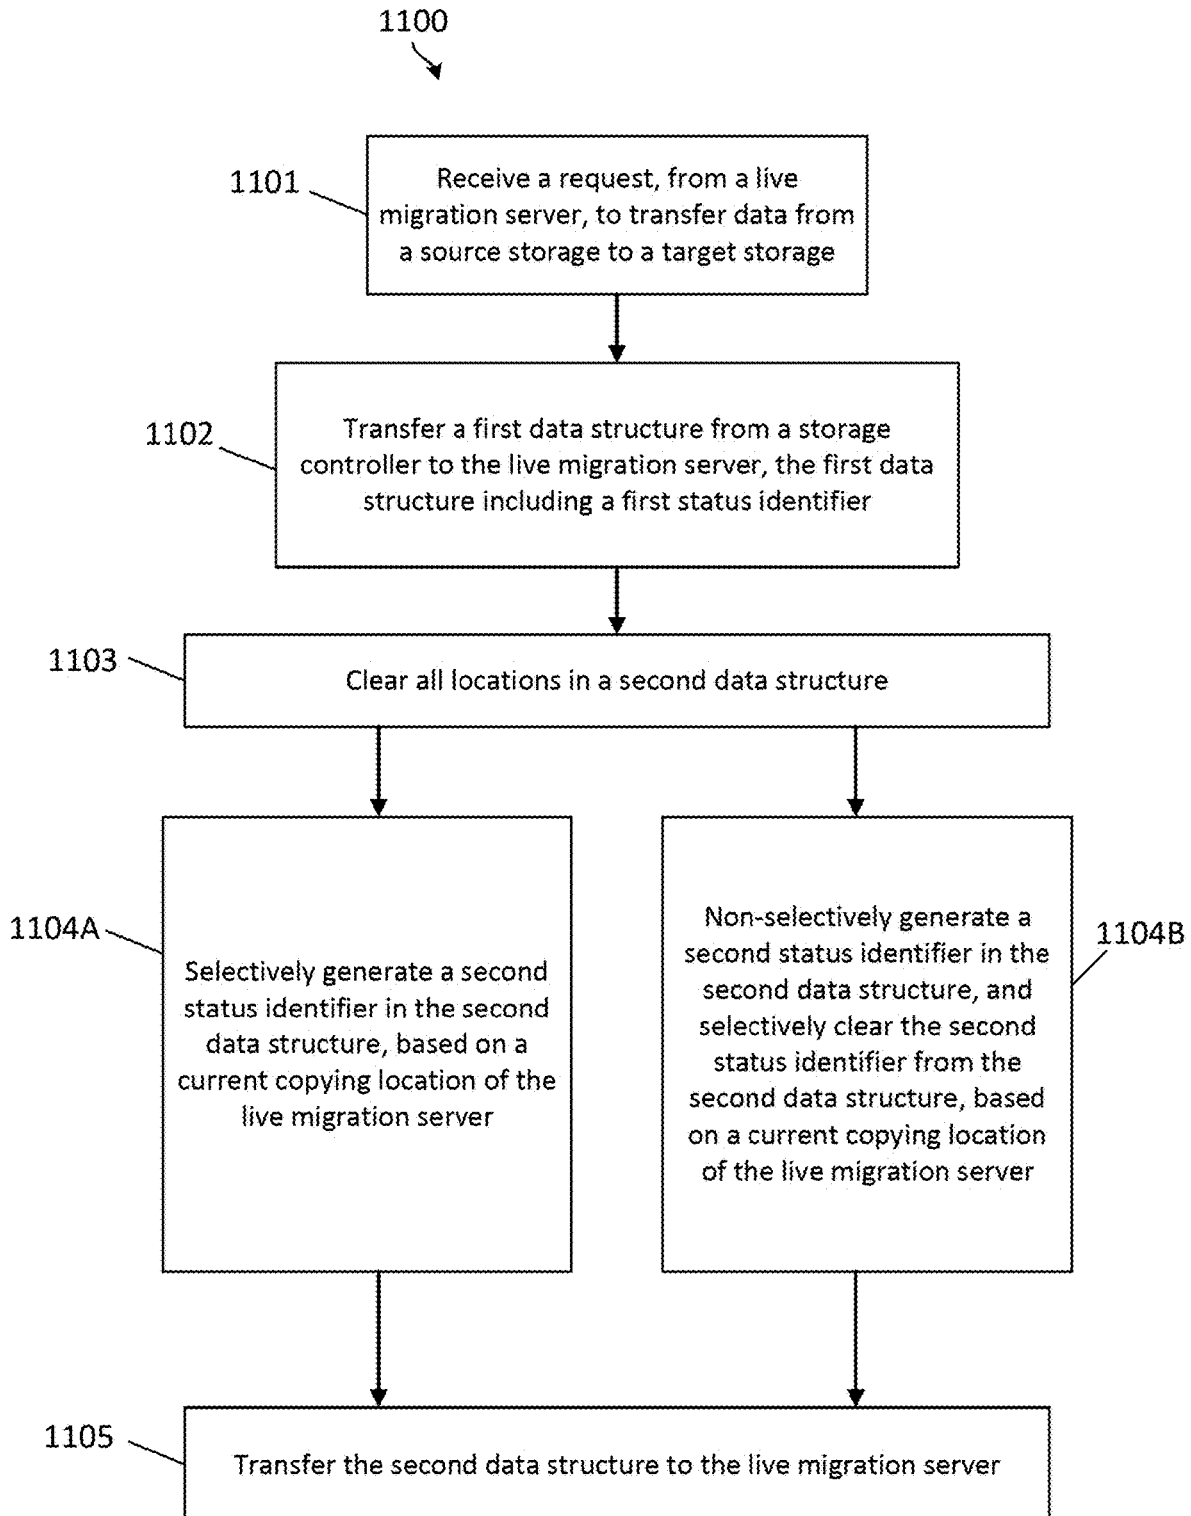 1100
1101
Receive a request, from a live
migration server, to transfer data from
a source storage to a target storage
1102
Transfer a first data structure from a storage
controller to the live migration server, the first data
structure including a first status identifier
1103
Clear all locations in a second data structure
1104A
Selectively generate a second
status identifier in the second
data structure, based on a
current copying location of the
live migration server
Non-selectively generate a
second status identifier in the
second data structure, and
selectively clear the second
status identifier from the
second data structure, based
on a current copying location
of the live migration server
1104B
1105
Transfer the second data structure to the live migration server